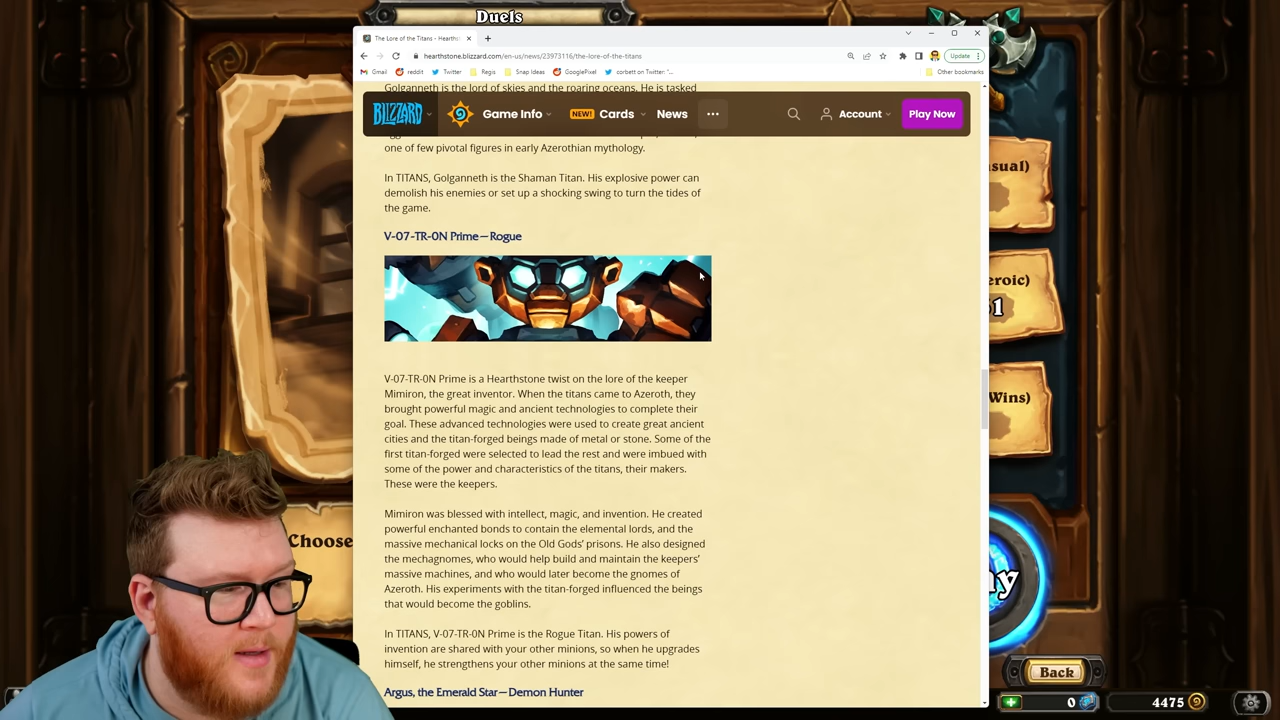 Duels
The Lore of the Titans - Hearths
hearthstone.blizzard.com/en-us/news/23973116/the-lore-of-the-titans
Update
Gmail
reddit
Twitter
Regis
Snap Ideas
GooglePixel
corbett on Twitter: "...
Other bookmarks
Golganneth is the lord of skies and the roaring oceans. He is tasked
BLIZZARD
Game Info
NEW!
Cards
News
Account
Play Now
one of few pivotal figures in early Azerothian mythology.
In TITANS, Golganneth is the Shaman Titan. His explosive power can
demolish his enemies or set up a shocking swing to turn the tides of
the game.
V-07-TR-0N Prime—Rogue
V-07-TR-0N Prime is a Hearthstone twist on the lore of the keeper
Mimiron, the great inventor. When the titans came to Azeroth, they
brought powerful magic and ancient technologies to complete their
goal. These advanced technologies were used to create great ancient
cities and the titan-forged beings made of metal or stone. Some of the
first titan-forged were selected to lead the rest and were imbued with
some of the power and characteristics of the titans, their makers.
These were the keepers.
Mimiron was blessed with intellect, magic, and invention. He created
powerful enchanted bonds to contain the elemental lords, and the
massive mechanical locks on the Old Gods' prisons. He also designed
the mechagnomes, who would help build and maintain the keepers'
massive machines, and who would later become the gnomes of
Azeroth. His experiments with the titan-forged influenced the beings
that would become the goblins.
In TITANS, V-07-TR-0N Prime is the Rogue Titan. His powers of
invention are shared with your other minions, so when he upgrades
himself, he strengthens your other minions at the same time!
Argus, the Emerald Star—Demon Hunter
Choose
sual)
eroic)
Wins)
Back
0
4475